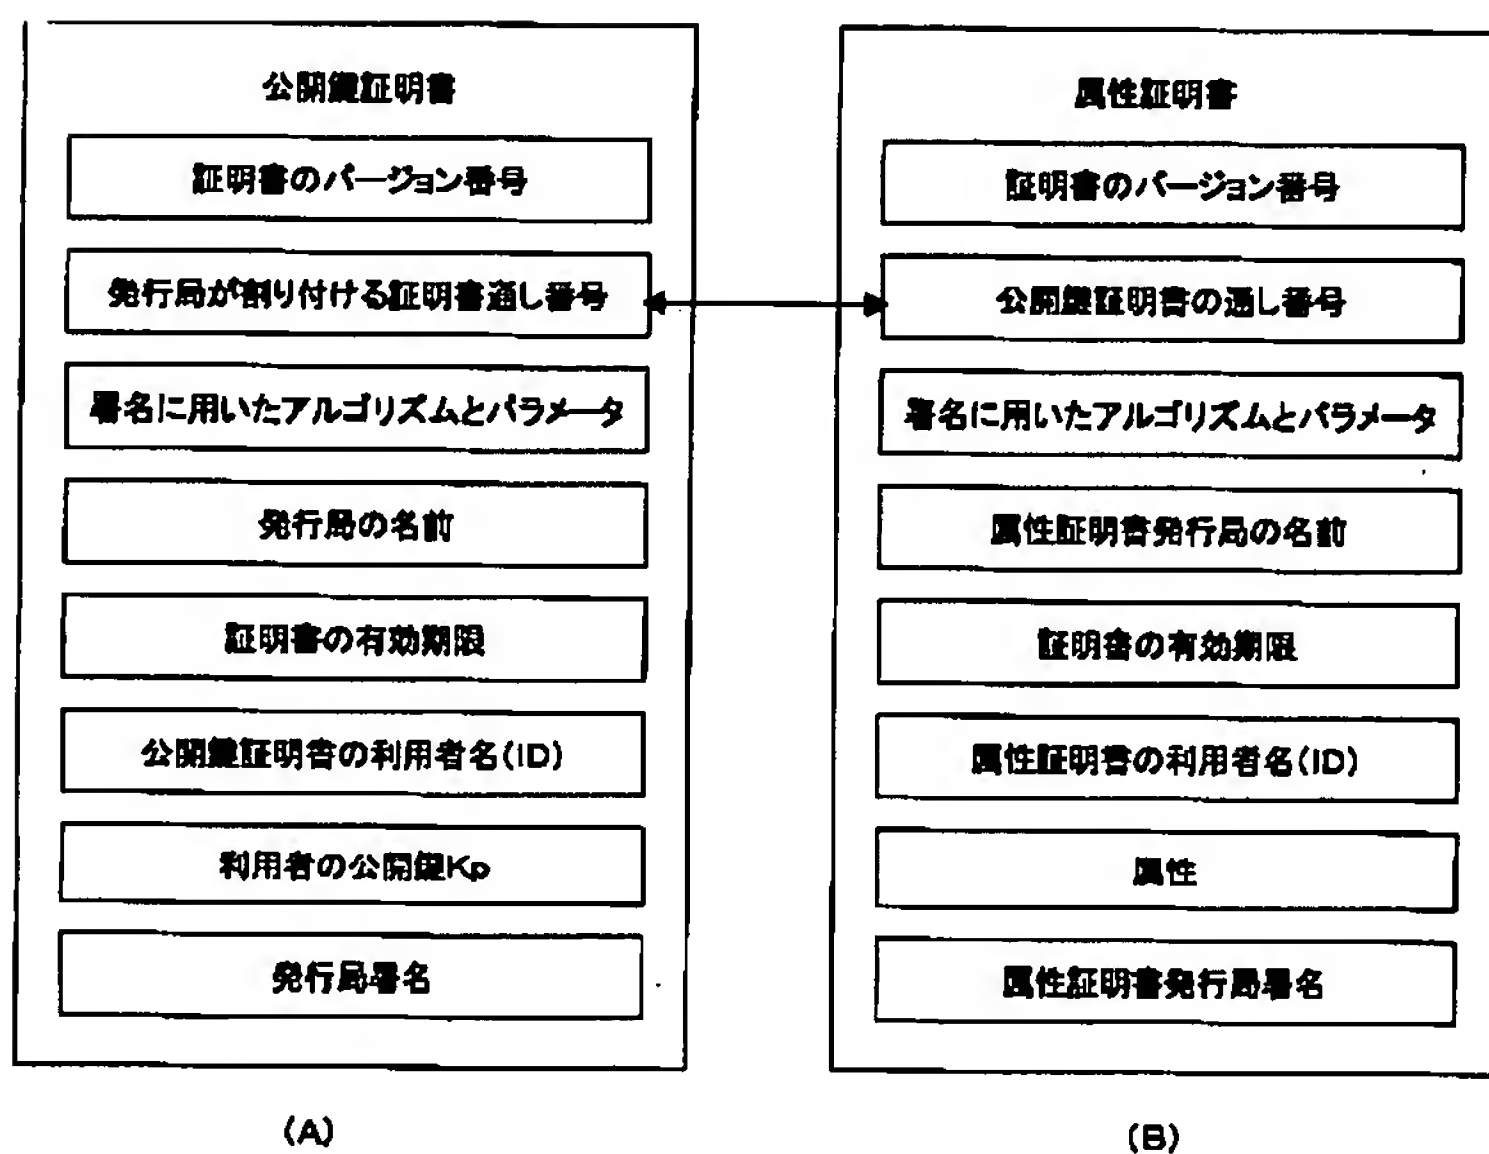 公開鍵証明書
証明書のバージョン番号
発行局が割り付ける証明書通し番号
署名に用いたアルゴリズムとパラメータ
発行局の名前
証明書の有効期限
公開鍵証明書の利用者名(ID)
利用者の公開鍵Kp
発行局署名
(A)
属性証明書
証明書のバージョン番号
公開鍵証明書の通し番号
署名に用いたアルゴリズムとパラメータ
属性証明書発行局の名前
証明書の有効期限
属性証明書の利用者名(ID)
属性
属性証明書発行局署名
(B)